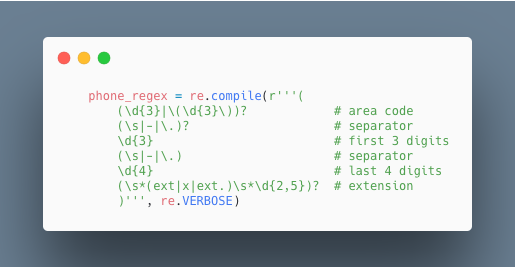 phone_regex = re.compile(r'''(
    (\d{3}|\(\d{3}\))?            # area code
    (\s|-|\.)?                    # separator
    \d{3}                         # first 3 digits
    (\s|-|\.)                     # separator
    \d{4}                         # last 4 digits
    (\s*(ext|x|ext.)\s*\d{2,5})?  # extension
    )''', re.VERBOSE)